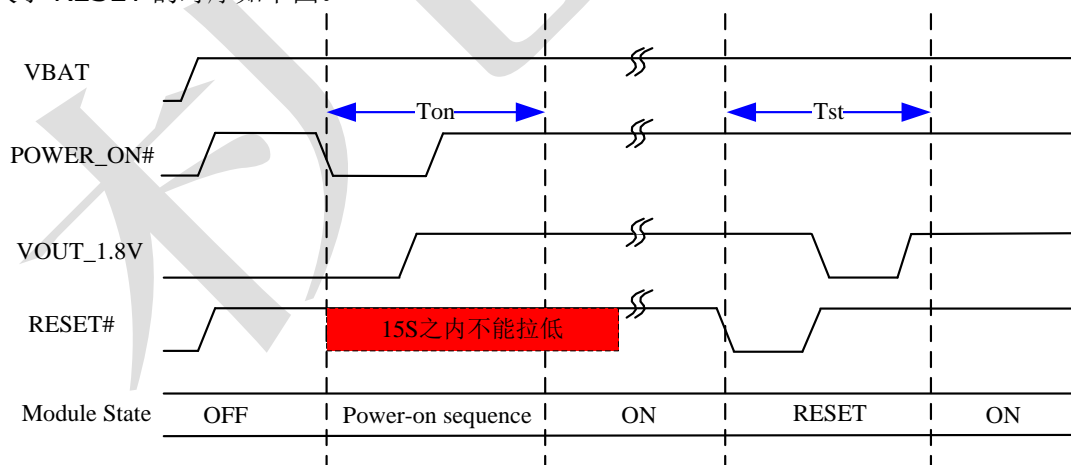 RESET
VBAT
Ton
Tst
POWER_ON#
VOUT_1.8V
RESET#
15S之内不能拉低
Module State
OFF
Power-on sequence
ON
RESET
ON